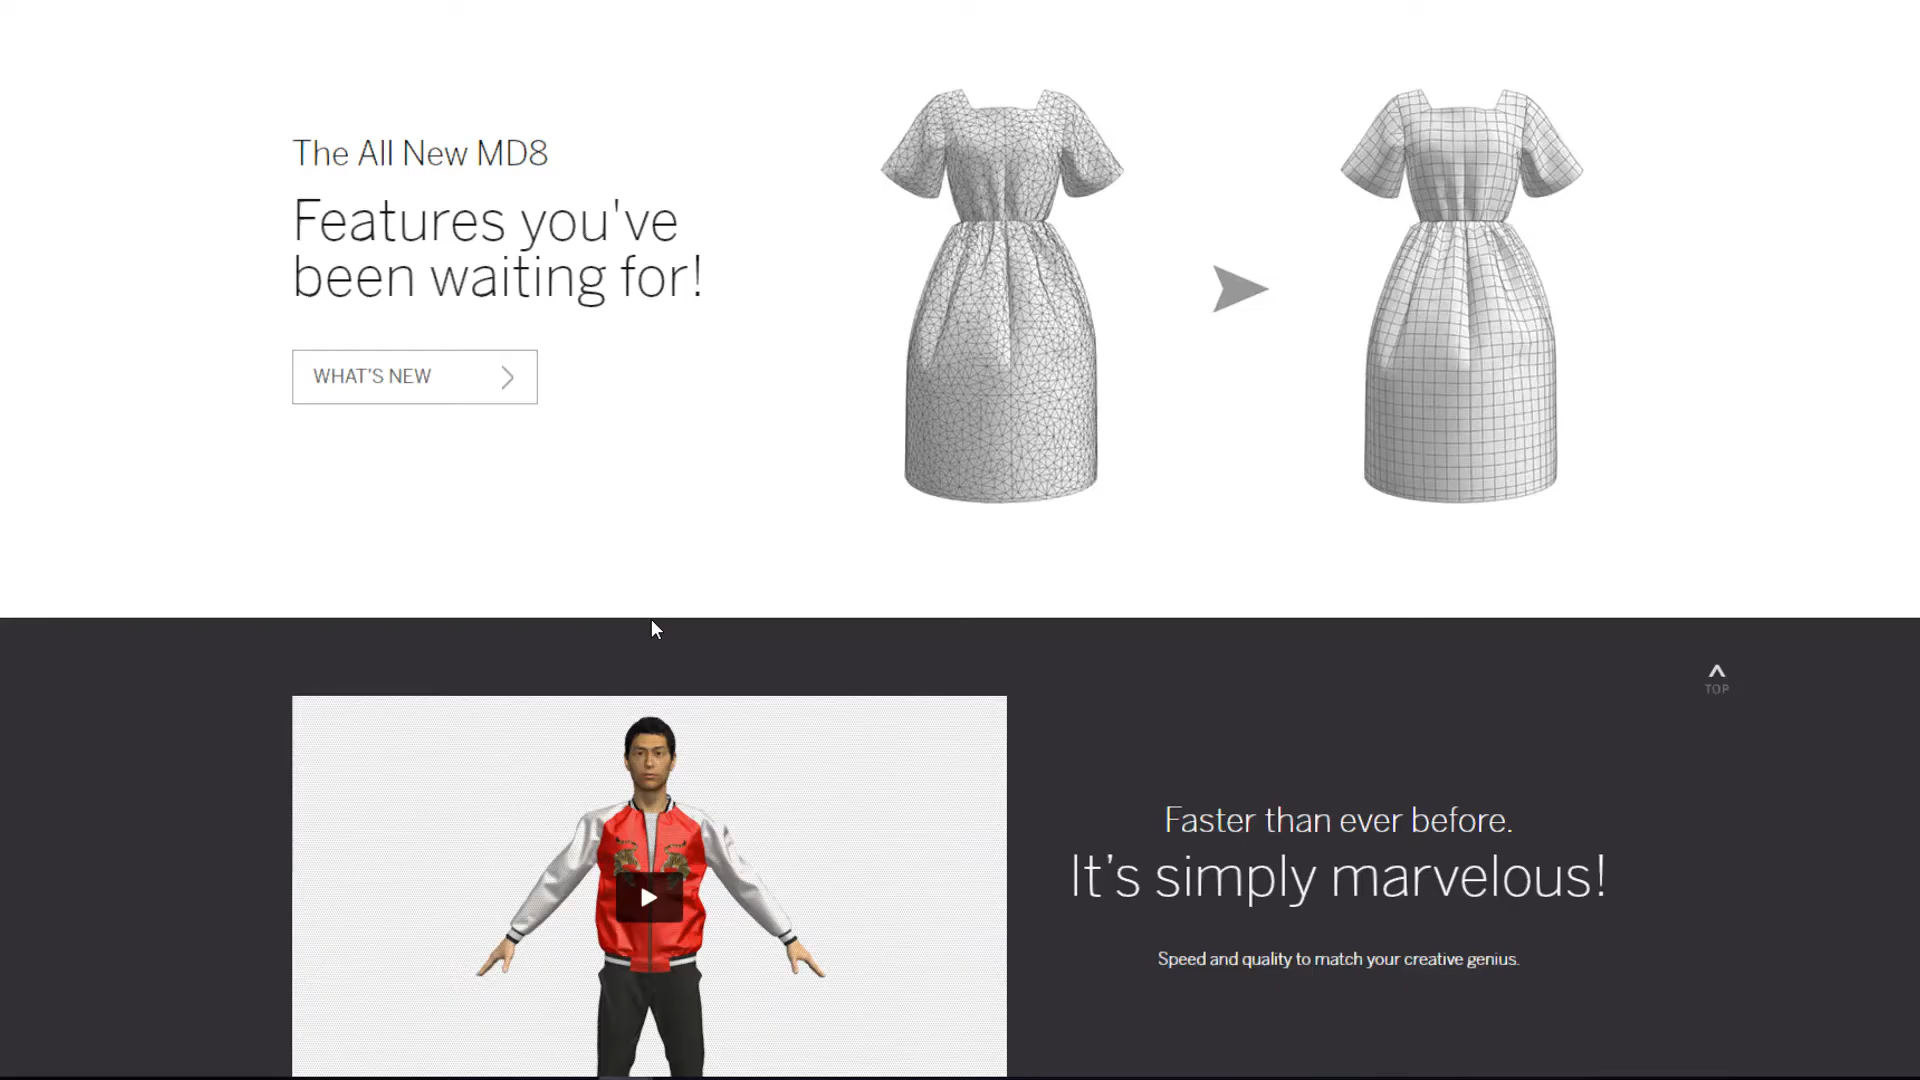 The All New MD8
Features you've
been waiting for!
WHAT'S NEW
TOP
Faster than ever before.
It's simply marvelous!
Speed and quality to match your creative genius.